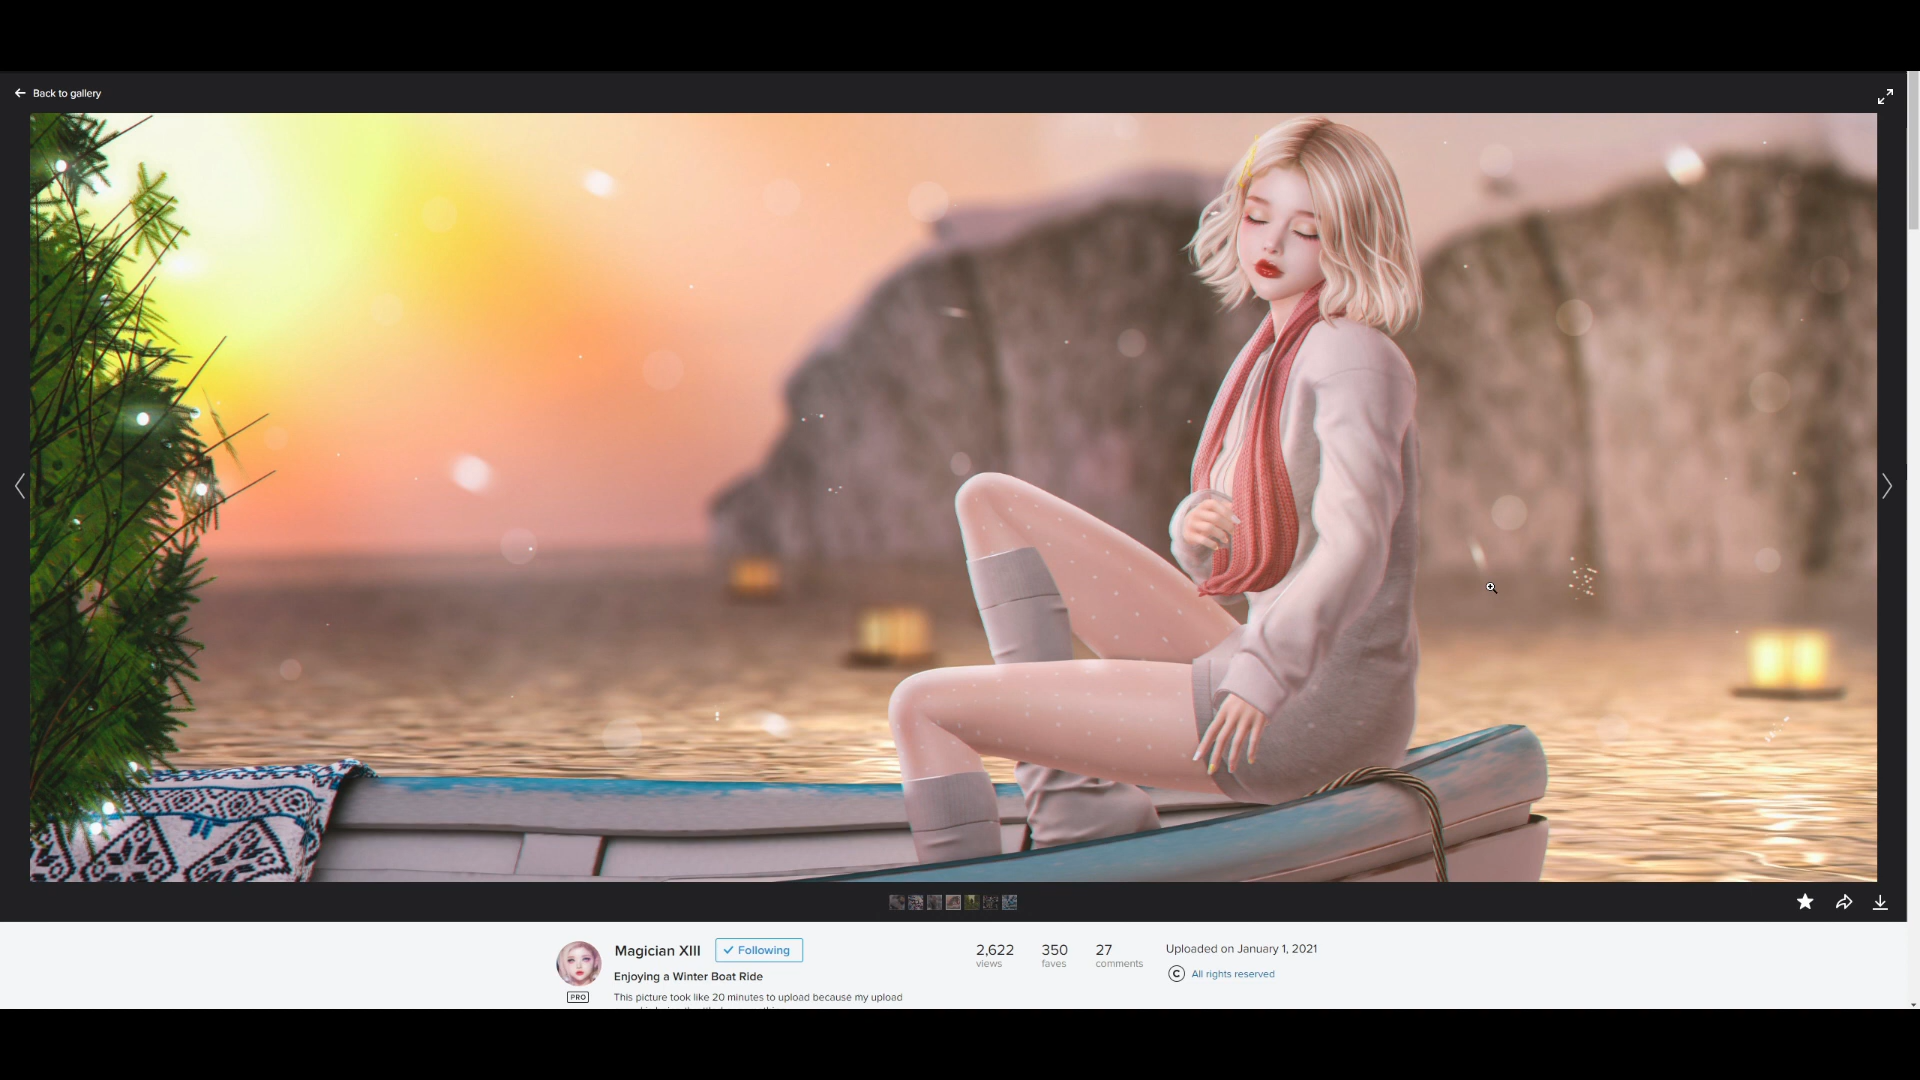 Back to gallery
Magician XIII
Following
Enjoying a Winter Boat Ride
PRO
This picture took like 20 minutes to upload because my upload
2,622
views
350
faves
27
comments
Uploaded on January 1, 2021
© All rights reserved